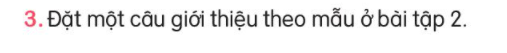 3. Đặt một câu giới thiệu theo mẫu ở bài tập 2.